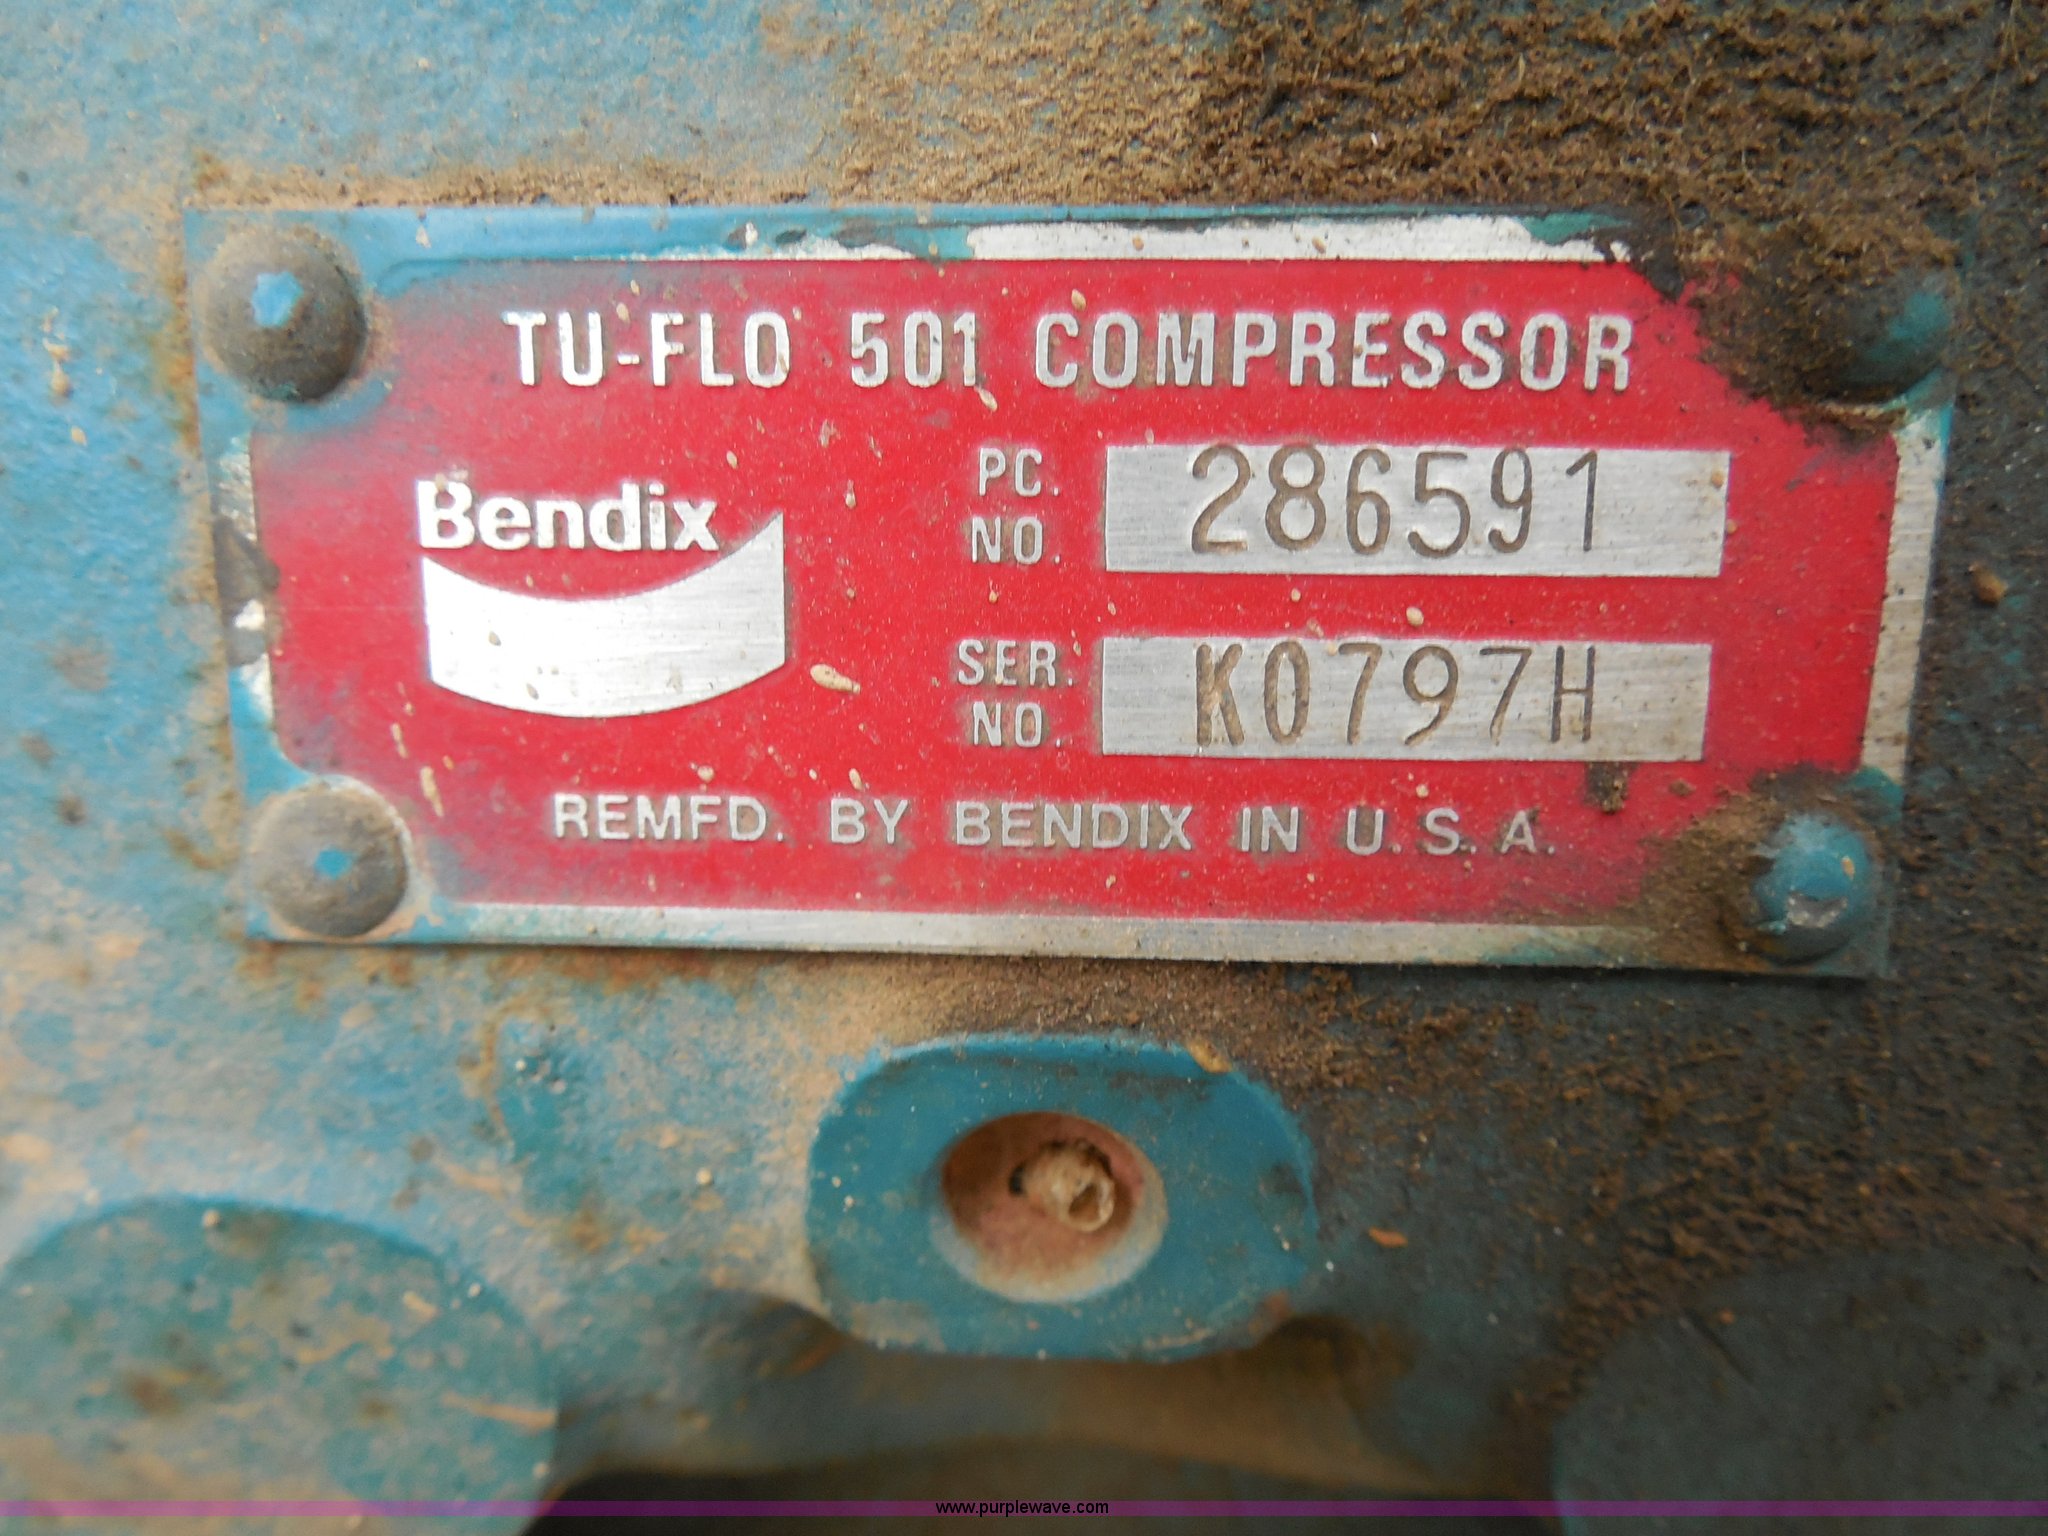 TU-FLO 501 COMPRESSOR
Bendix
PC. NO. 286591
SER. NO. K0797H
REMFD. BY BENDIX IN U.S.A.
www.purplewave.com